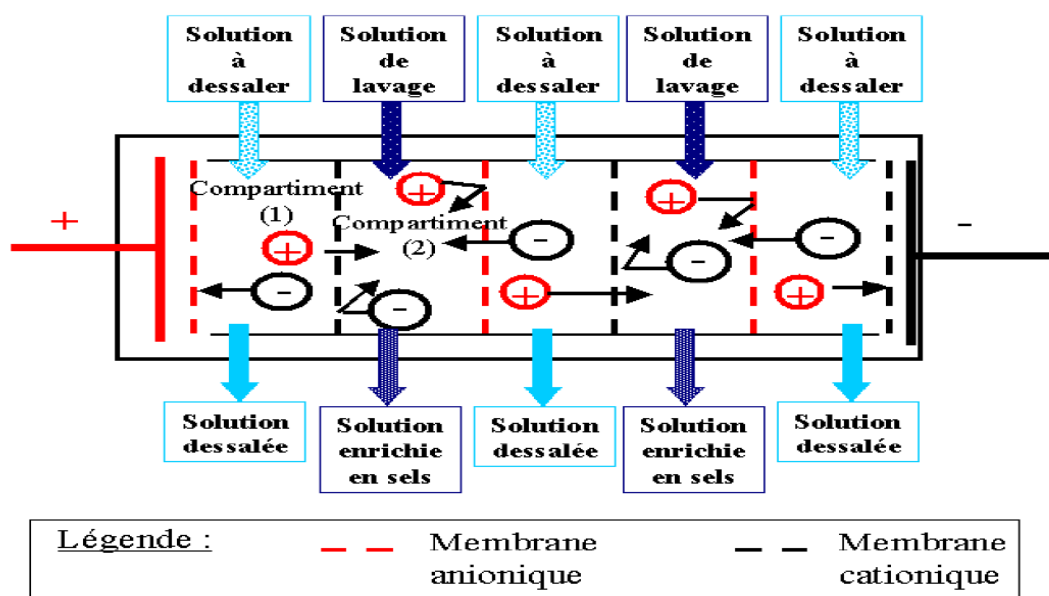 Solution
à
dessaler
Solution
de
lavage
Solution
à
dessaler
Solution
de
lavage
Solution
à
dessaler
Compartiment
(1)
Compartiment
(2)
+
-
+
+
-
+
-
-
+
-
-
+
Solution
dessalée
Solution
enrichie
en sels
Solution
dessalée
Solution
enrichie
en sels
Solution
dessalée
Légende :
Membrane
anionique
Membrane
cationique